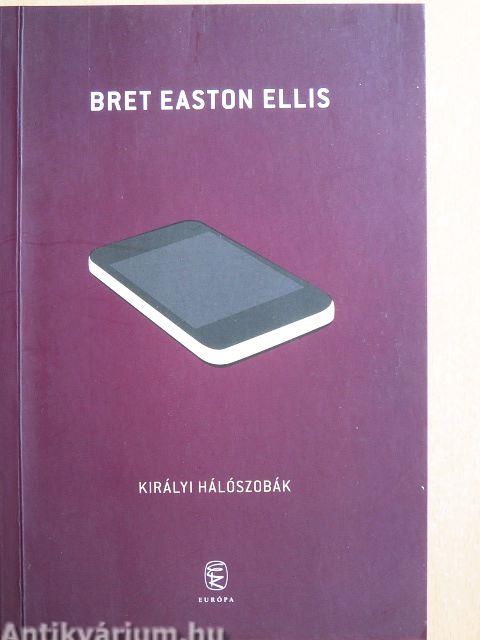 BRET EASTON ELLIS
KIRÁLYI HÁLÓSZOBÁK
EURÓPA
Antikvárium.hu